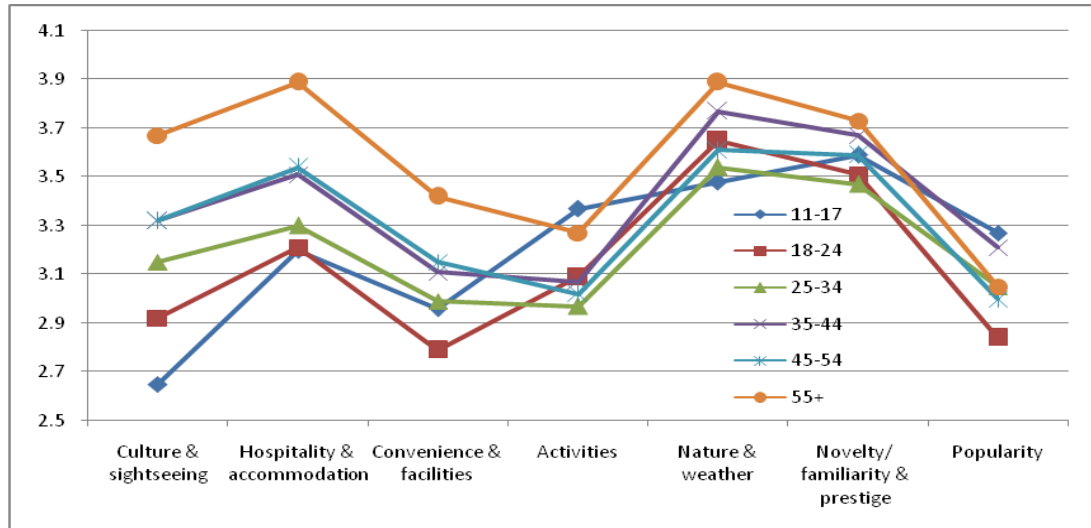 4.1
3.9
3.7
3.5
3.3
3.1
2.9
2.7
2.5
11-17
18-24
25-34
35-44
45-54
55+
Culture &
sightseeing
Hospitality &
accommodation
Convenience &
facilities
Activities
Nature &
weather
Novelty/
familiarity &
prestige
Popularity